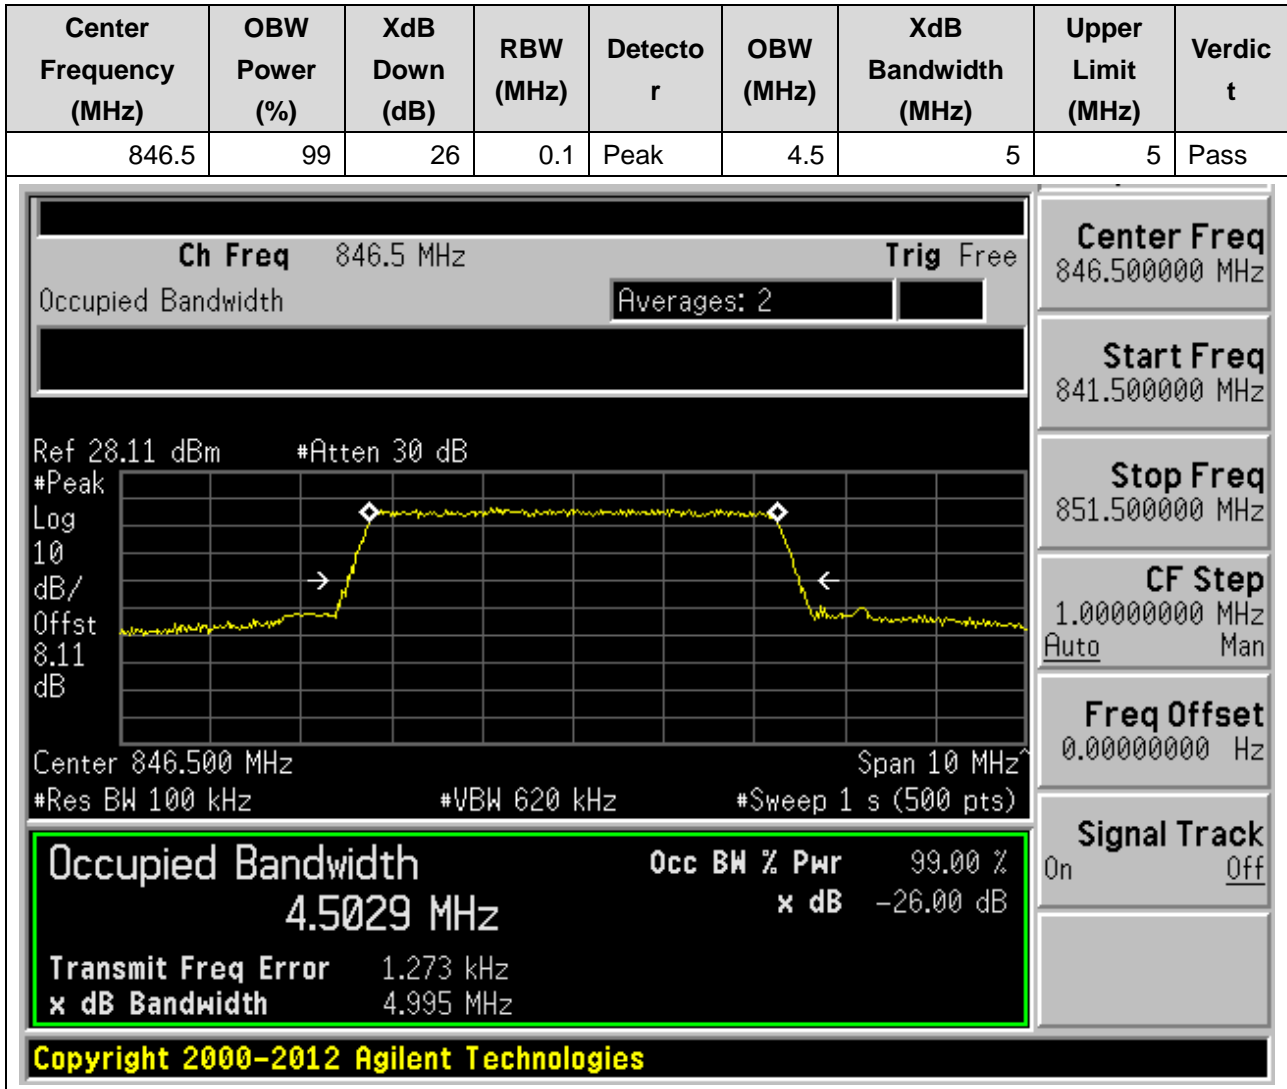 Center Frequency (MHz) OBW Power (%) XdB Down (dB) RBW (MHz) Detecto r OBW (MHz) XdB Bandwidth (MHz) Upper Limit (MHz) Verdic t
846.5 99 26 0.1 Peak 4.5 5 5 Pass
Ch Freq 846.5 MHz Trig Free
Occupied Bandwidth Averages: 2
Ref 28.11 dBm #Atten 30 dB
#Peak
Log
10
dB/
Offst
8.11
dB
Center 846.500 MHz Span 10 MHz^
#Res BW 100 kHz #VBW 620 kHz #Sweep 1 s (500 pts)
Occupied Bandwidth Occ BW % Pwr 99.00 %
4.5029 MHz x dB -26.00 dB
Transmit Freq Error 1.273 kHz
x dB Bandwidth 4.995 MHz
Copyright 2000-2012 Agilent Technologies
Center Freq
846.500000 MHz
Start Freq
841.500000 MHz
Stop Freq
851.500000 MHz
CF Step
1.00000000 MHz
Auto Man
Freq Offset
0.00000000 Hz
Signal Track
On Off